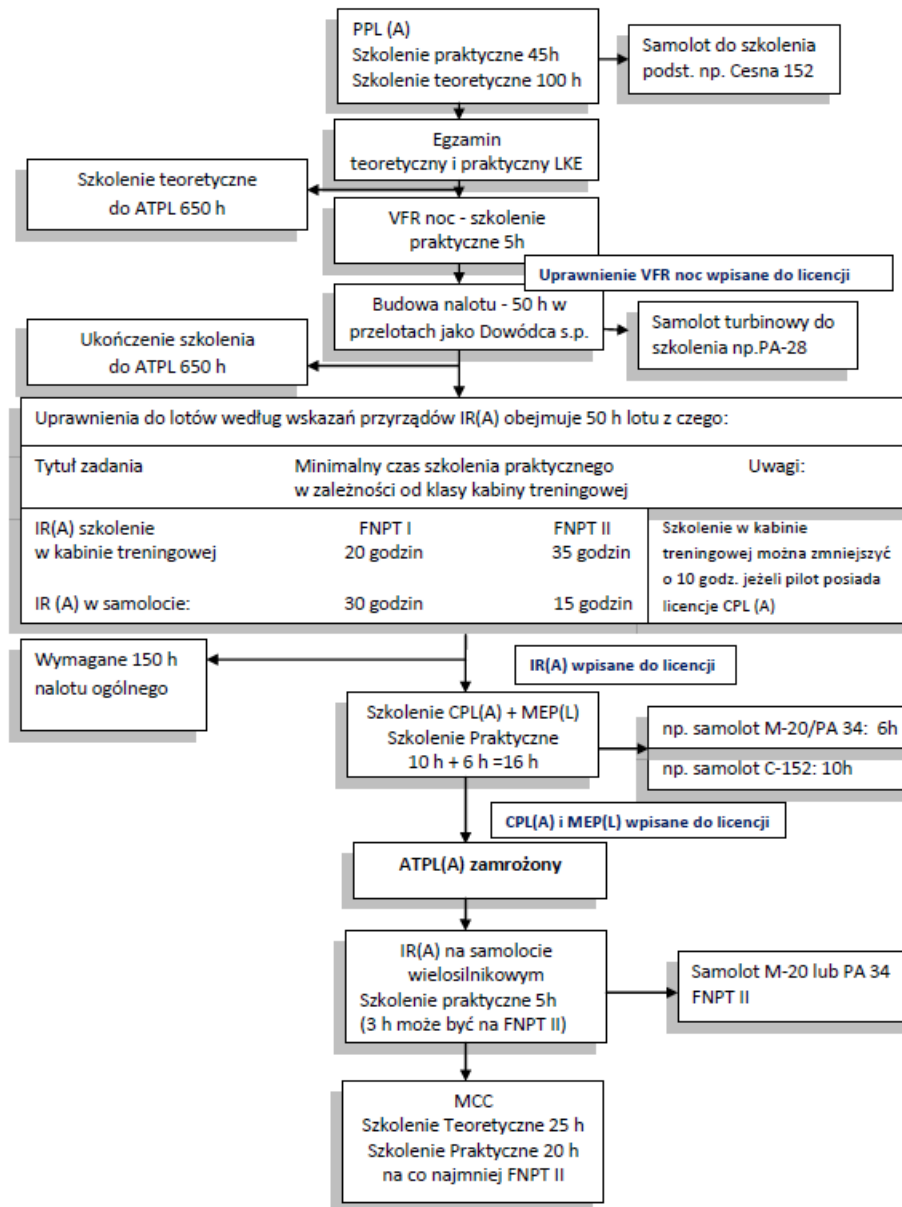 PPL (A)
Szkolenie praktyczne 45h
Szkolenie teoretyczne 100 h
Samolot do szkolenia
podst. np. Cesna 152
Egzamin
teoretyczny i praktyczny LKE
Szkolenie teoretyczne
do ATPL 650 h
VFR noc - szkolenie
praktyczne 5h
Uprawnienie VFR noc wpisane do licencji
Budowa nalotu - 50 h w
przelotach jako Dowódca s.p.
Samolot turbinowy do
szkolenia np.PA-28
Ukończenie szkolenia
do ATPL 650 h
Uprawnienia do lotów według wskazań przyrządów IR(A) obejmuje 50 h lotu z czego:
Tytuł zadania Minimalny czas szkolenia praktycznego Uwagi:
w zależności od klasy kabiny treningowej
IR(A) szkolenie FNPT I FNPT II
w kabinie treningowej 20 godzin 35 godzin
IR (A) w samolocie: 30 godzin 15 godzin
Szkolenie w kabinie
treningowej można zmniejszyć
o 10 godz. jeżeli pilot posiada
licencje CPL (A)
Wymagane 150 h
nalotu ogólnego
IR(A) wpisane do licencji
Szkolenie CPL(A) + MEP(L)
Szkolenie Praktyczne
10 h + 6 h =16 h
np. samolot M-20/PA 34: 6h
np. samolot C-152: 10h
CPL(A) i MEP(L) wpisane do licencji
ATPL(A) zamrożony
IR(A) na samolocie
wielosilnikowym
Szkolenie praktyczne 5h
(3 h może być na FNPT II)
Samolot M-20 lub PA 34
FNPT II
MCC
Szkolenie Teoretyczne 25 h
Szkolenie Praktyczne 20 h
na co najmniej FNPT II